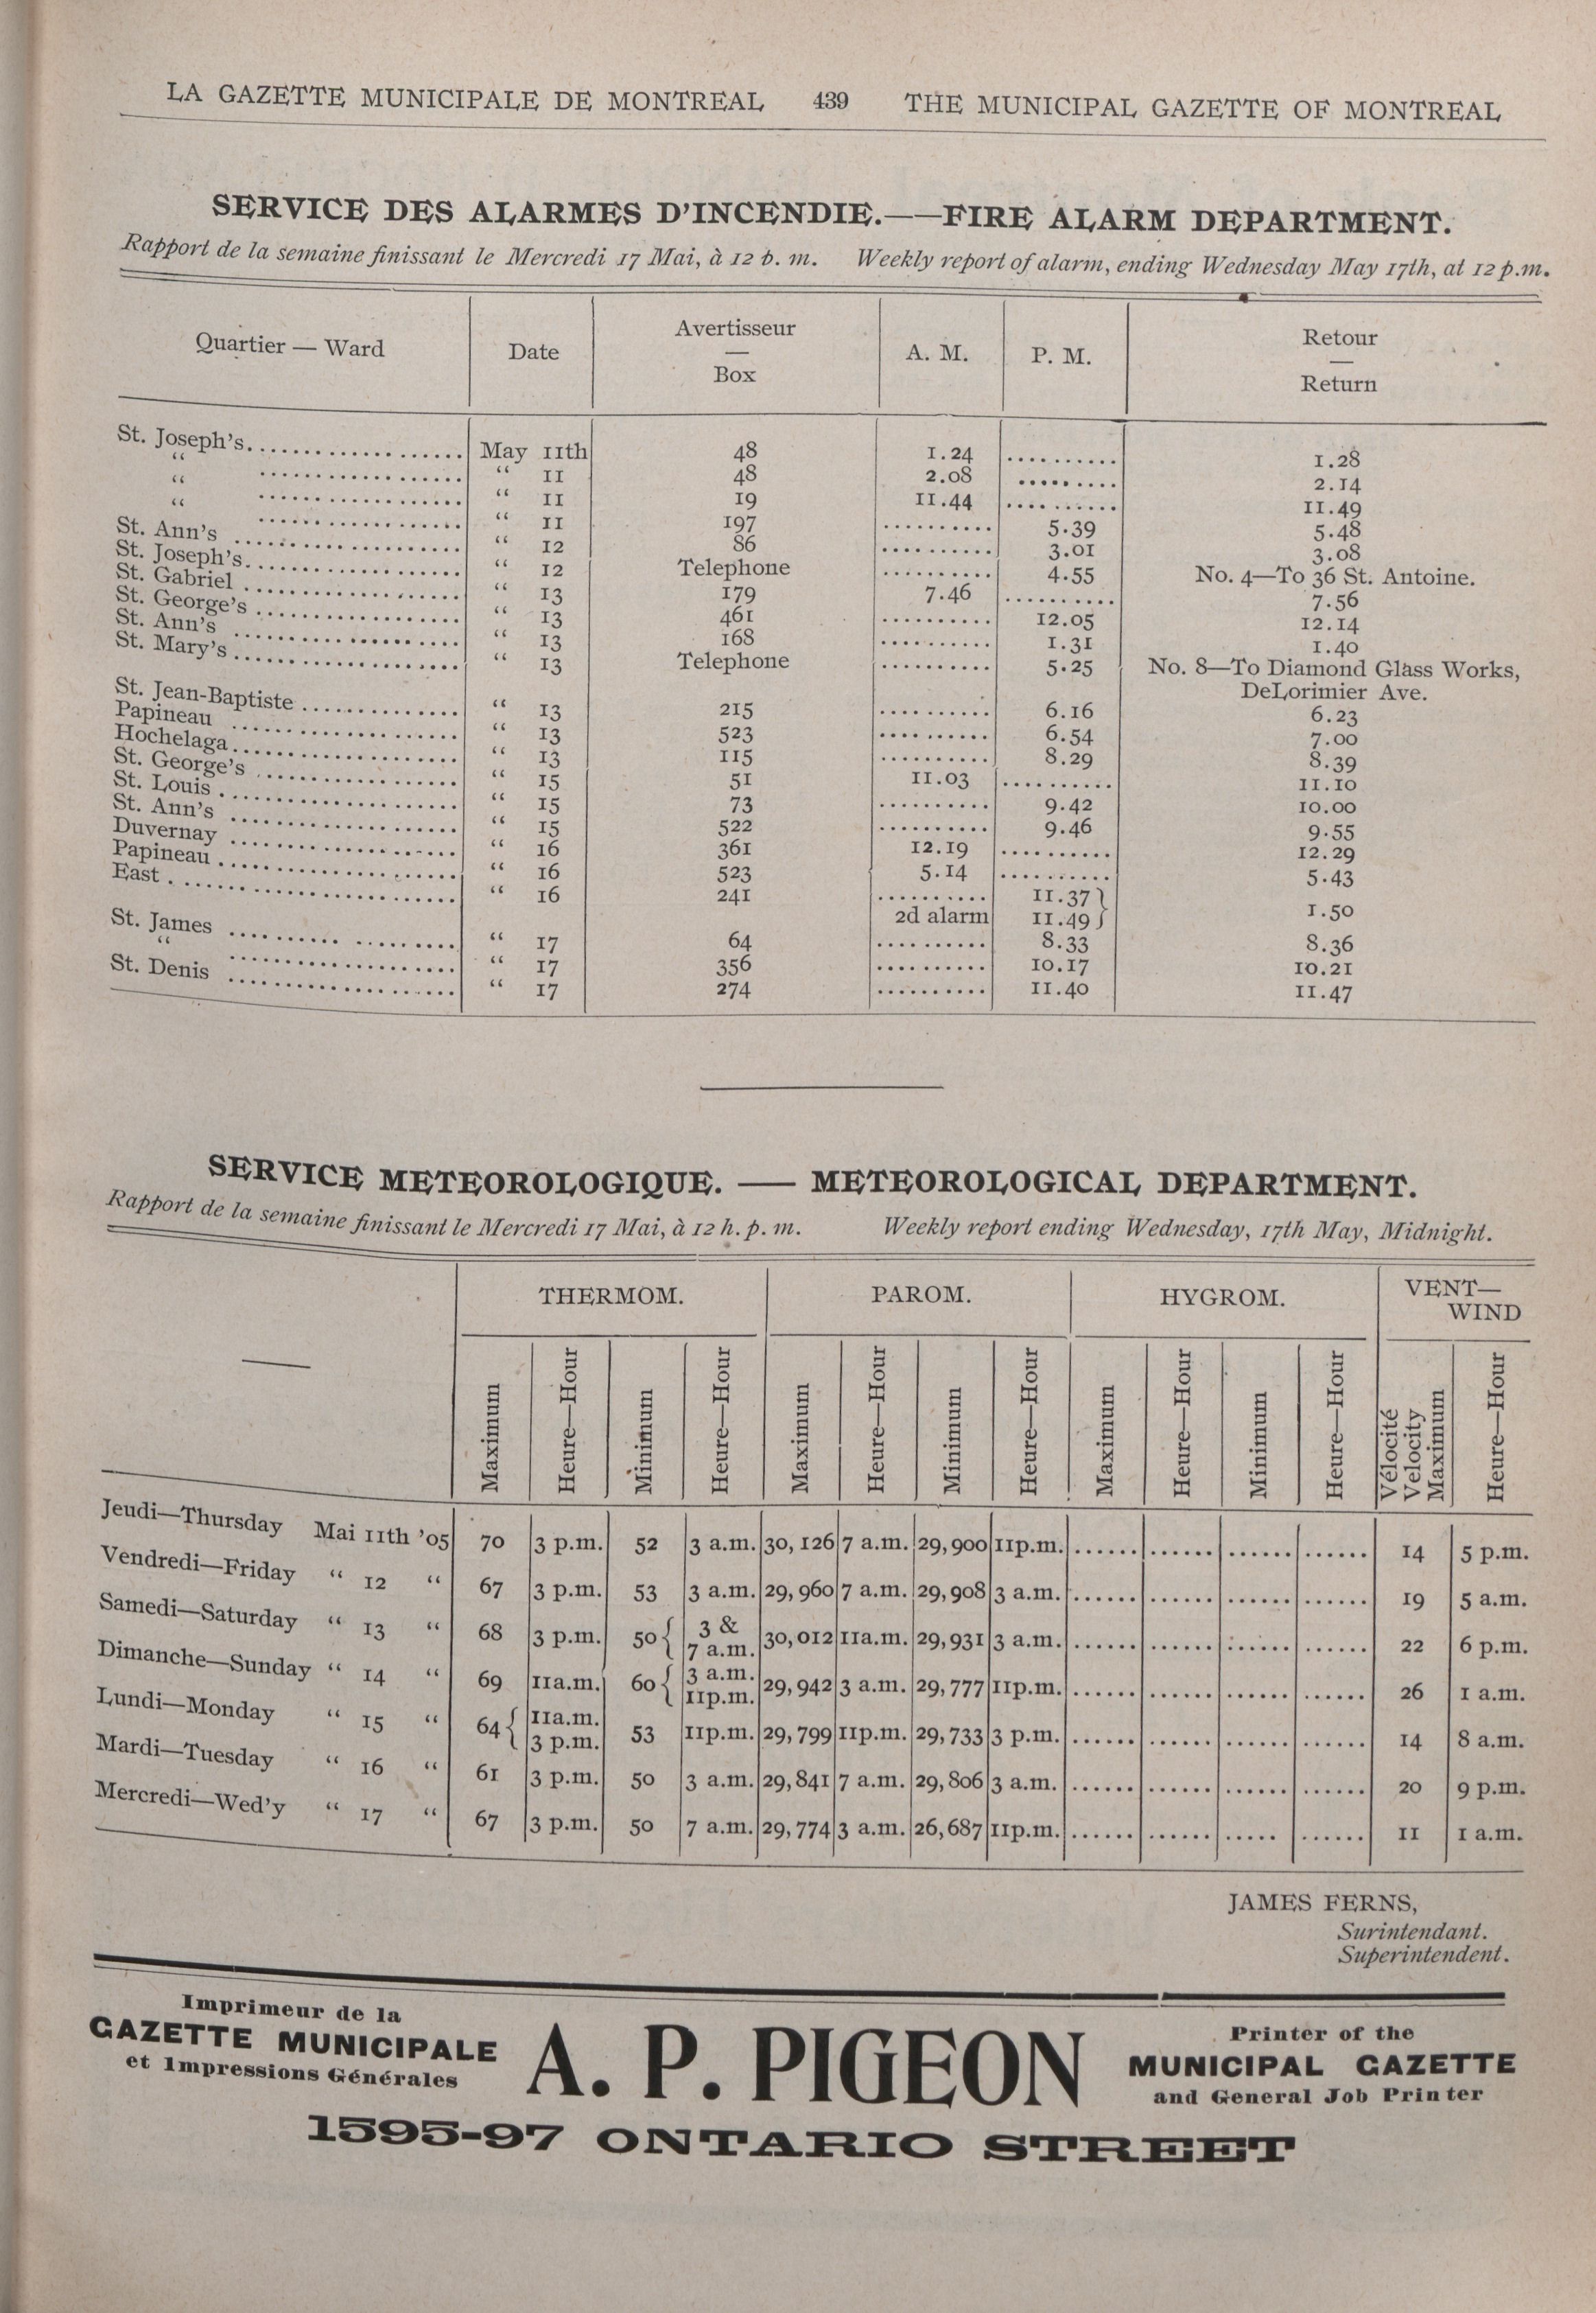 LA GAZETTE MUNICIPALE DE MONTREAL 439 THE MUNICIPAL GAZETTE OF MONTREAL
SERVICE DES ALARMES D'INCENDIE.——FIRE ALARM DEPARTMENT.
Rapport de la semaine finissant le Mercredi 17 Mai, à 12 p. m. Weekly report of alarm, ending Wednesday May 17th, at 12 p.m.
Quartier — Ward Date Avertisseur — Box A. M. P. M. Retour — Return
St. Joseph's.................... May 11th 48 1.24 .......... 1.28
“ .................... “ 11 48 2.08 .......... 2.14
“ .................... “ 11 19 11.44 .......... 11.49
“ .................... “ 11 197 .......... 5.39 5.48
St. Ann's .................... “ 12 86 .......... 3.01 3.08
St. Joseph's.................... “ 12 Telephone .......... 4.55 No. 4—To 36 St. Antoine.
St. Gabriel .................... “ 13 179 7.46 .......... 7.56
St. George's .................... “ 13 461 .......... 12.05 12.14
St. Ann's .................... “ 13 168 .......... 1.31 1.40
St. Mary's.................... “ 13 Telephone .......... 5.25 No. 8—To Diamond Glass Works,
DeLorimier Ave.
St. Jean-Baptiste ............... “ 13 215 .......... 6.16 6.23
Papineau .................... “ 13 523 .......... 6.54 7.00
Hochelaga.................... “ 13 115 .......... 8.29 8.39
St. George's .................... “ 15 51 11.03 .......... 11.10
St. Louis .................... “ 15 73 .......... 9.42 10.00
St. Ann's .................... “ 15 522 .......... 9.46 9.55
Duvernay .................... “ 16 361 12.19 .......... 12.29
Papineau .................... “ 16 523 5.14 .......... 5.43
East .................... “ 16 241 .......... 11.37 }
2d alarm 11.49 } 1.50
St. James .................... “ 17 64 .......... 8.33 8.36
“ .................... “ 17 356 .......... 10.17 10.21
St. Denis .................... “ 17 274 .......... 11.40 11.47
SERVICE METEOROLOGIQUE. —— METEOROLOGICAL DEPARTMENT.
Rapport de la semaine finissant le Mercredi 17 Mai, à 12 h. p. m. Weekly report ending Wednesday, 17th May, Midnight.
THERMOM. PAROM. HYGROM. VENT—
WIND
Maximum Heure—Hour Minimum Heure—Hour Maximum Heure—Hour Minimum Heure—Hour Maximum Heure—Hour Minimum Heure—Hour Vélocité Velocity Maximum Heure—Hour
Jeudi—Thursday Mai 11th '05 70 3 p.m. 52 3 a.m. 30,126 7 a.m. 29,900 11p.m. ...... ...... ...... ...... 14 5 p.m.
Vendredi—Friday “ 12 “ 67 3 p.m. 53 3 a.m. 29,960 7 a.m. 29,908 3 a.m. ...... ...... ...... ...... 19 5 a.m.
Samedi—Saturday “ 13 “ 68 3 p.m. 50 { 3 & 7 a.m. 30,012 11a.m. 29,931 3 a.m. ...... ...... ...... ...... 22 6 p.m.
Dimanche—Sunday “ 14 “ 69 11a.m. 60 { 3 a.m. 11p.m. 29,942 3 a.m. 29,777 11p.m. ...... ...... ...... ...... 26 1 a.m.
Lundi—Monday “ 15 “ 64 { 11a.m. 3 p.m. 53 11p.m. 29,799 11p.m. 29,733 3 p.m. ...... ...... ...... ...... 14 8 a.m.
Mardi—Tuesday “ 16 “ 61 3 p.m. 50 3 a.m. 29,841 7 a.m. 29,806 3 a.m. ...... ...... ...... ...... 20 9 p.m.
Mercredi—Wed'y “ 17 “ 67 3 p.m. 50 7 a.m. 29,774 3 a.m. 26,687 11p.m. ...... ...... ..... ...... 11 1 a.m.
JAMES FERNS,
Surintendant.
Superintendent.
Imprimeur de la
GAZETTE MUNICIPALE
et Impressions Générales
A. P. PIGEON
Printer of the
MUNICIPAL GAZETTE
and General Job Printer
1595-97 ONTARIO STREET